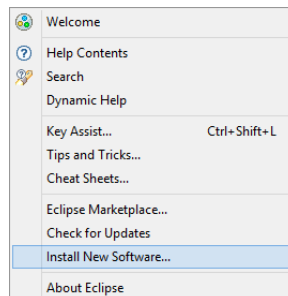 Welcome
Help Contents
Search
Dynamic Help
Key Assist... Ctrl+Shift+L
Tips and Tricks...
Cheat Sheets...
Eclipse Marketplace...
Check for Updates
Install New Software...
About Eclipse